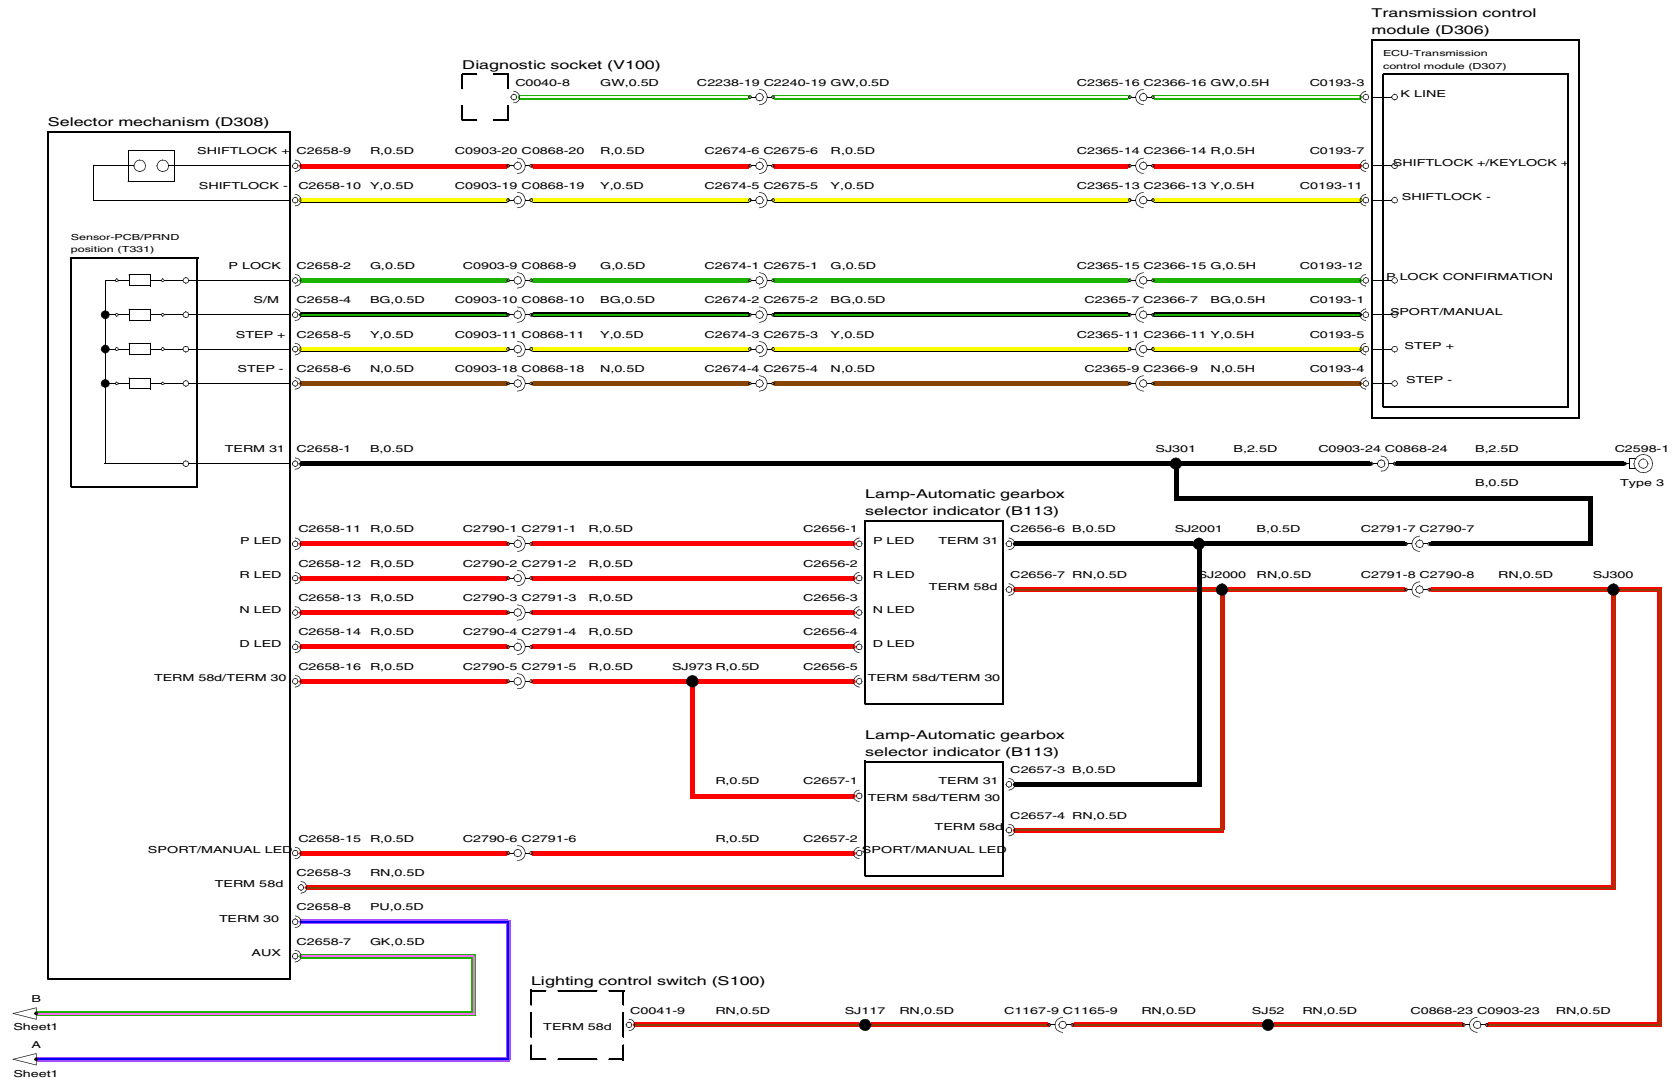 Transmission control
module (D306)
ECU-Transmission
control module (D307)
Diagnostic socket (V100)
C0040-8 GW,0.5D C2238-19 C2240-19 GW,0.5D C2365-16 C2366-16 GW,0.5H C0193-3 K LINE
Selector mechanism (D308)
SHIFTLOCK + C2658-9 R,0.5D C0903-20 C0868-20 R,0.5D C2674-6 C2675-6 R,0.5D C2365-14 C2366-14 R,0.5H C0193-7 SHIFTLOCK +/KEYLOCK +
SHIFTLOCK - C2658-10 Y,0.5D C0903-19 C0868-19 Y,0.5D C2674-5 C2675-5 Y,0.5D C2365-13 C2366-13 Y,0.5H C0193-11 SHIFTLOCK -
Sensor-PCB/PRND
position (T331)
P LOCK C2658-2 G,0.5D C0903-9 C0868-9 G,0.5D C2674-1 C2675-1 G,0.5D C2365-15 C2366-15 G,0.5H C0193-12 P LOCK CONFIRMATION
S/M C2658-4 BG,0.5D C0903-10 C0868-10 BG,0.5D C2674-2 C2675-2 BG,0.5D C2365-7 C2366-7 BG,0.5H C0193-1 SPORT/MANUAL
STEP + C2658-5 Y,0.5D C0903-11 C0868-11 Y,0.5D C2674-3 C2675-3 Y,0.5D C2365-11 C2366-11 Y,0.5H C0193-5 STEP +
STEP - C2658-6 N,0.5D C0903-18 C0868-18 N,0.5D C2674-4 C2675-4 N,0.5D C2365-9 C2366-9 N,0.5H C0193-4 STEP -
TERM 31 C2658-1 B,0.5D SJ301 B,2.5D C0903-24 C0868-24 B,2.5D C2598-1
B,0.5D Type 3
Lamp-Automatic gearbox
selector indicator (B113)
P LED C2658-11 R,0.5D C2790-1 C2791-1 R,0.5D C2656-1 P LED TERM 31 C2656-6 B,0.5D SJ2001 B,0.5D C2791-7 C2790-7
R LED C2658-12 R,0.5D C2790-2 C2791-2 R,0.5D C2656-2 R LED
TERM 58d C2656-7 RN,0.5D SJ2000 RN,0.5D C2791-8 C2790-8 RN,0.5D SJ300
N LED C2658-13 R,0.5D C2790-3 C2791-3 R,0.5D C2656-3 N LED
D LED C2658-14 R,0.5D C2790-4 C2791-4 R,0.5D C2656-4 D LED
TERM 58d/TERM 30 C2658-16 R,0.5D C2790-5 C2791-5 R,0.5D SJ973 R,0.5D C2656-5 TERM 58d/TERM 30
Lamp-Automatic gearbox
selector indicator (B113)
TERM 31 C2657-3 B,0.5D
R,0.5D C2657-1 TERM 58d/TERM 30
TERM 58d C2657-4 RN,0.5D
SPORT/MANUAL LED C2658-15 R,0.5D C2790-6 C2791-6 R,0.5D C2657-2 SPORT/MANUAL LED
TERM 58d C2658-3 RN,0.5D
TERM 30 C2658-8 PU,0.5D
AUX C2658-7 GK,0.5D
Lighting control switch (S100)
B
Sheet1
TERM 58d C0041-9 RN,0.5D SJ117 RN,0.5D C1167-9 C1165-9 RN,0.5D SJ52 RN,0.5D C0868-23 C0903-23 RN,0.5D
A
Sheet1